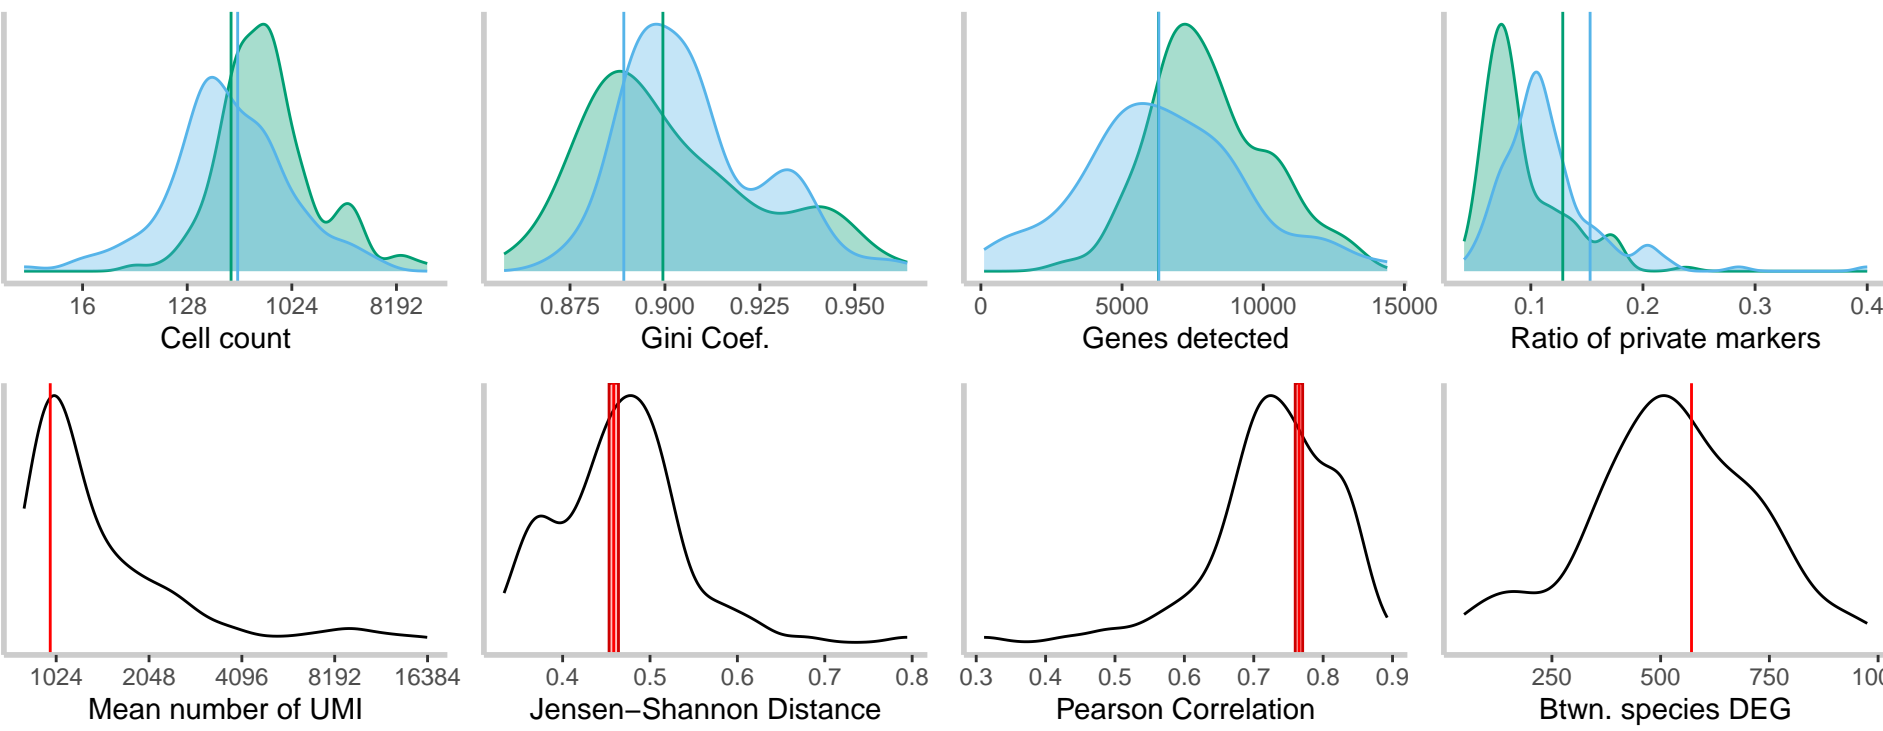 16 128 1024 8192
Cell count
0.875 0.900 0.925 0.950
Gini Coef.
0 5000 10000 14000
Genes detected
0.1 0.2 0.3 0.4
Ratio of private markers
1024 2048 4096 8192 16384
Mean number of UMI
0.4 0.5 0.6 0.7 0.8
Jensen−Shannon Distance
0.3 0.4 0.5 0.6 0.7 0.8 0.9
Pearson Correlation
250 500 750 100
Btwn. species DEG